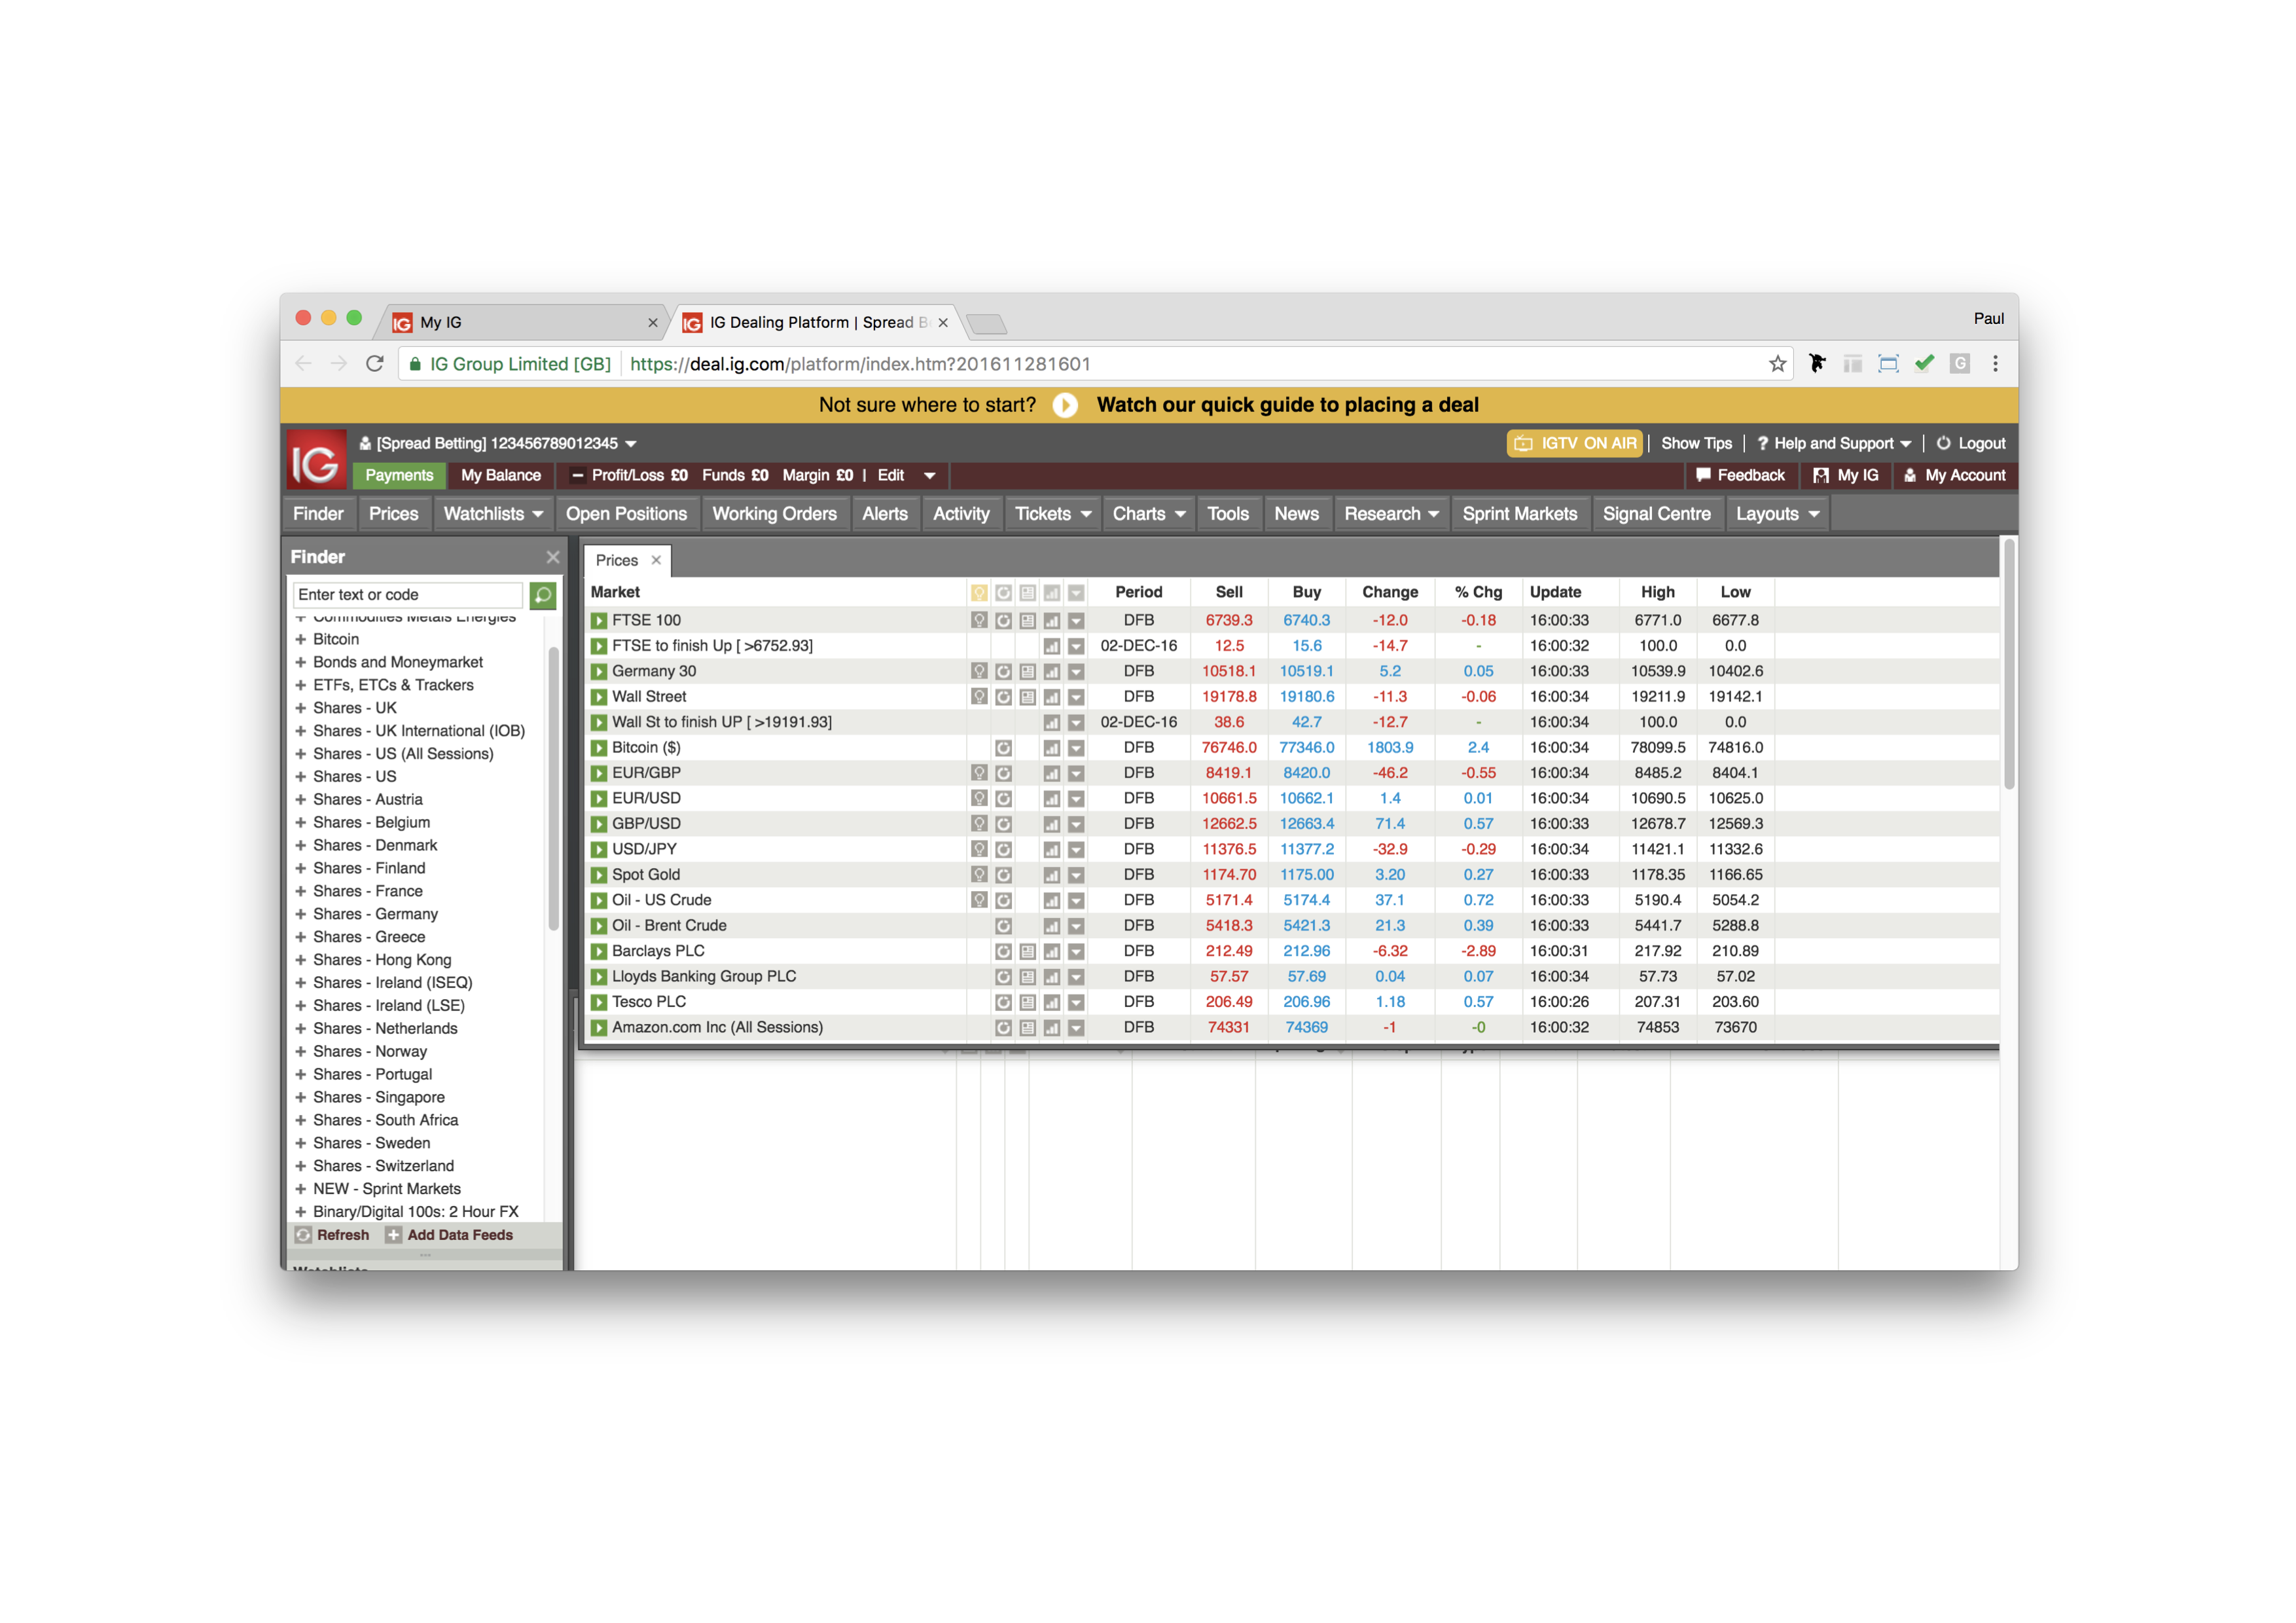 My IG
IG Dealing Platform | Spread B
Paul
IG Group Limited [GB]
https://deal.ig.com/platform/index.htm?201611281601
Not sure where to start? Watch our quick guide to placing a deal
IG
[Spread Betting] 123456789012345
IGTV ON AIR | Show Tips | ? Help and Support | Logout
Payments My Balance Profit/Loss £0 Funds £0 Margin £0 | Edit
Feedback My IG My Account
Finder Prices Watchlists Open Positions Working Orders Alerts Activity Tickets Charts Tools News Research Sprint Markets Signal Centre Layouts
Finder
Enter text or code
Commodities Metals Energies
Bitcoin
Bonds and Moneymarket
ETFs, ETCs & Trackers
Shares - UK
Shares - UK International (IOB)
Shares - US (All Sessions)
Shares - US
Shares - Austria
Shares - Belgium
Shares - Denmark
Shares - Finland
Shares - France
Shares - Germany
Shares - Greece
Shares - Hong Kong
Shares - Ireland (ISEQ)
Shares - Ireland (LSE)
Shares - Netherlands
Shares - Norway
Shares - Portugal
Shares - Singapore
Shares - South Africa
Shares - Sweden
Shares - Switzerland
NEW - Sprint Markets
Binary/Digital 100s: 2 Hour FX
Refresh Add Data Feeds
Watchlists
Prices
Market Period Sell Buy Change % Chg Update High Low
FTSE 100 DFB 6739.3 6740.3 -12.0 -0.18 16:00:33 6771.0 6677.8
FTSE to finish Up [ >6752.93] 02-DEC-16 12.5 15.6 -14.7 - 16:00:32 100.0 0.0
Germany 30 DFB 10518.1 10519.1 5.2 0.05 16:00:33 10539.9 10402.6
Wall Street DFB 19178.8 19180.6 -11.3 -0.06 16:00:34 19211.9 19142.1
Wall St to finish UP [ >19191.93] 02-DEC-16 38.6 42.7 -12.7 - 16:00:34 100.0 0.0
Bitcoin ($) DFB 76746.0 77346.0 1803.9 2.4 16:00:34 78099.5 74816.0
EUR/GBP DFB 8419.1 8420.0 -46.2 -0.55 16:00:34 8485.2 8404.1
EUR/USD DFB 10661.5 10662.1 1.4 0.01 16:00:34 10690.5 10625.0
GBP/USD DFB 12662.5 12663.4 71.4 0.57 16:00:33 12678.7 12569.3
USD/JPY DFB 11376.5 11377.2 -32.9 -0.29 16:00:34 11421.1 11332.6
Spot Gold DFB 1174.70 1175.00 3.20 0.27 16:00:33 1178.35 1166.65
Oil - US Crude DFB 5171.4 5174.4 37.1 0.72 16:00:33 5190.4 5054.2
Oil - Brent Crude DFB 5418.3 5421.3 21.3 0.39 16:00:33 5441.7 5288.8
Barclays PLC DFB 212.49 212.96 -6.32 -2.89 16:00:31 217.92 210.89
Lloyds Banking Group PLC DFB 57.57 57.69 0.04 0.07 16:00:34 57.73 57.02
Tesco PLC DFB 206.49 206.96 1.18 0.57 16:00:26 207.31 203.60
Amazon.com Inc (All Sessions) DFB 74331 74369 -1 -0 16:00:32 74853 73670